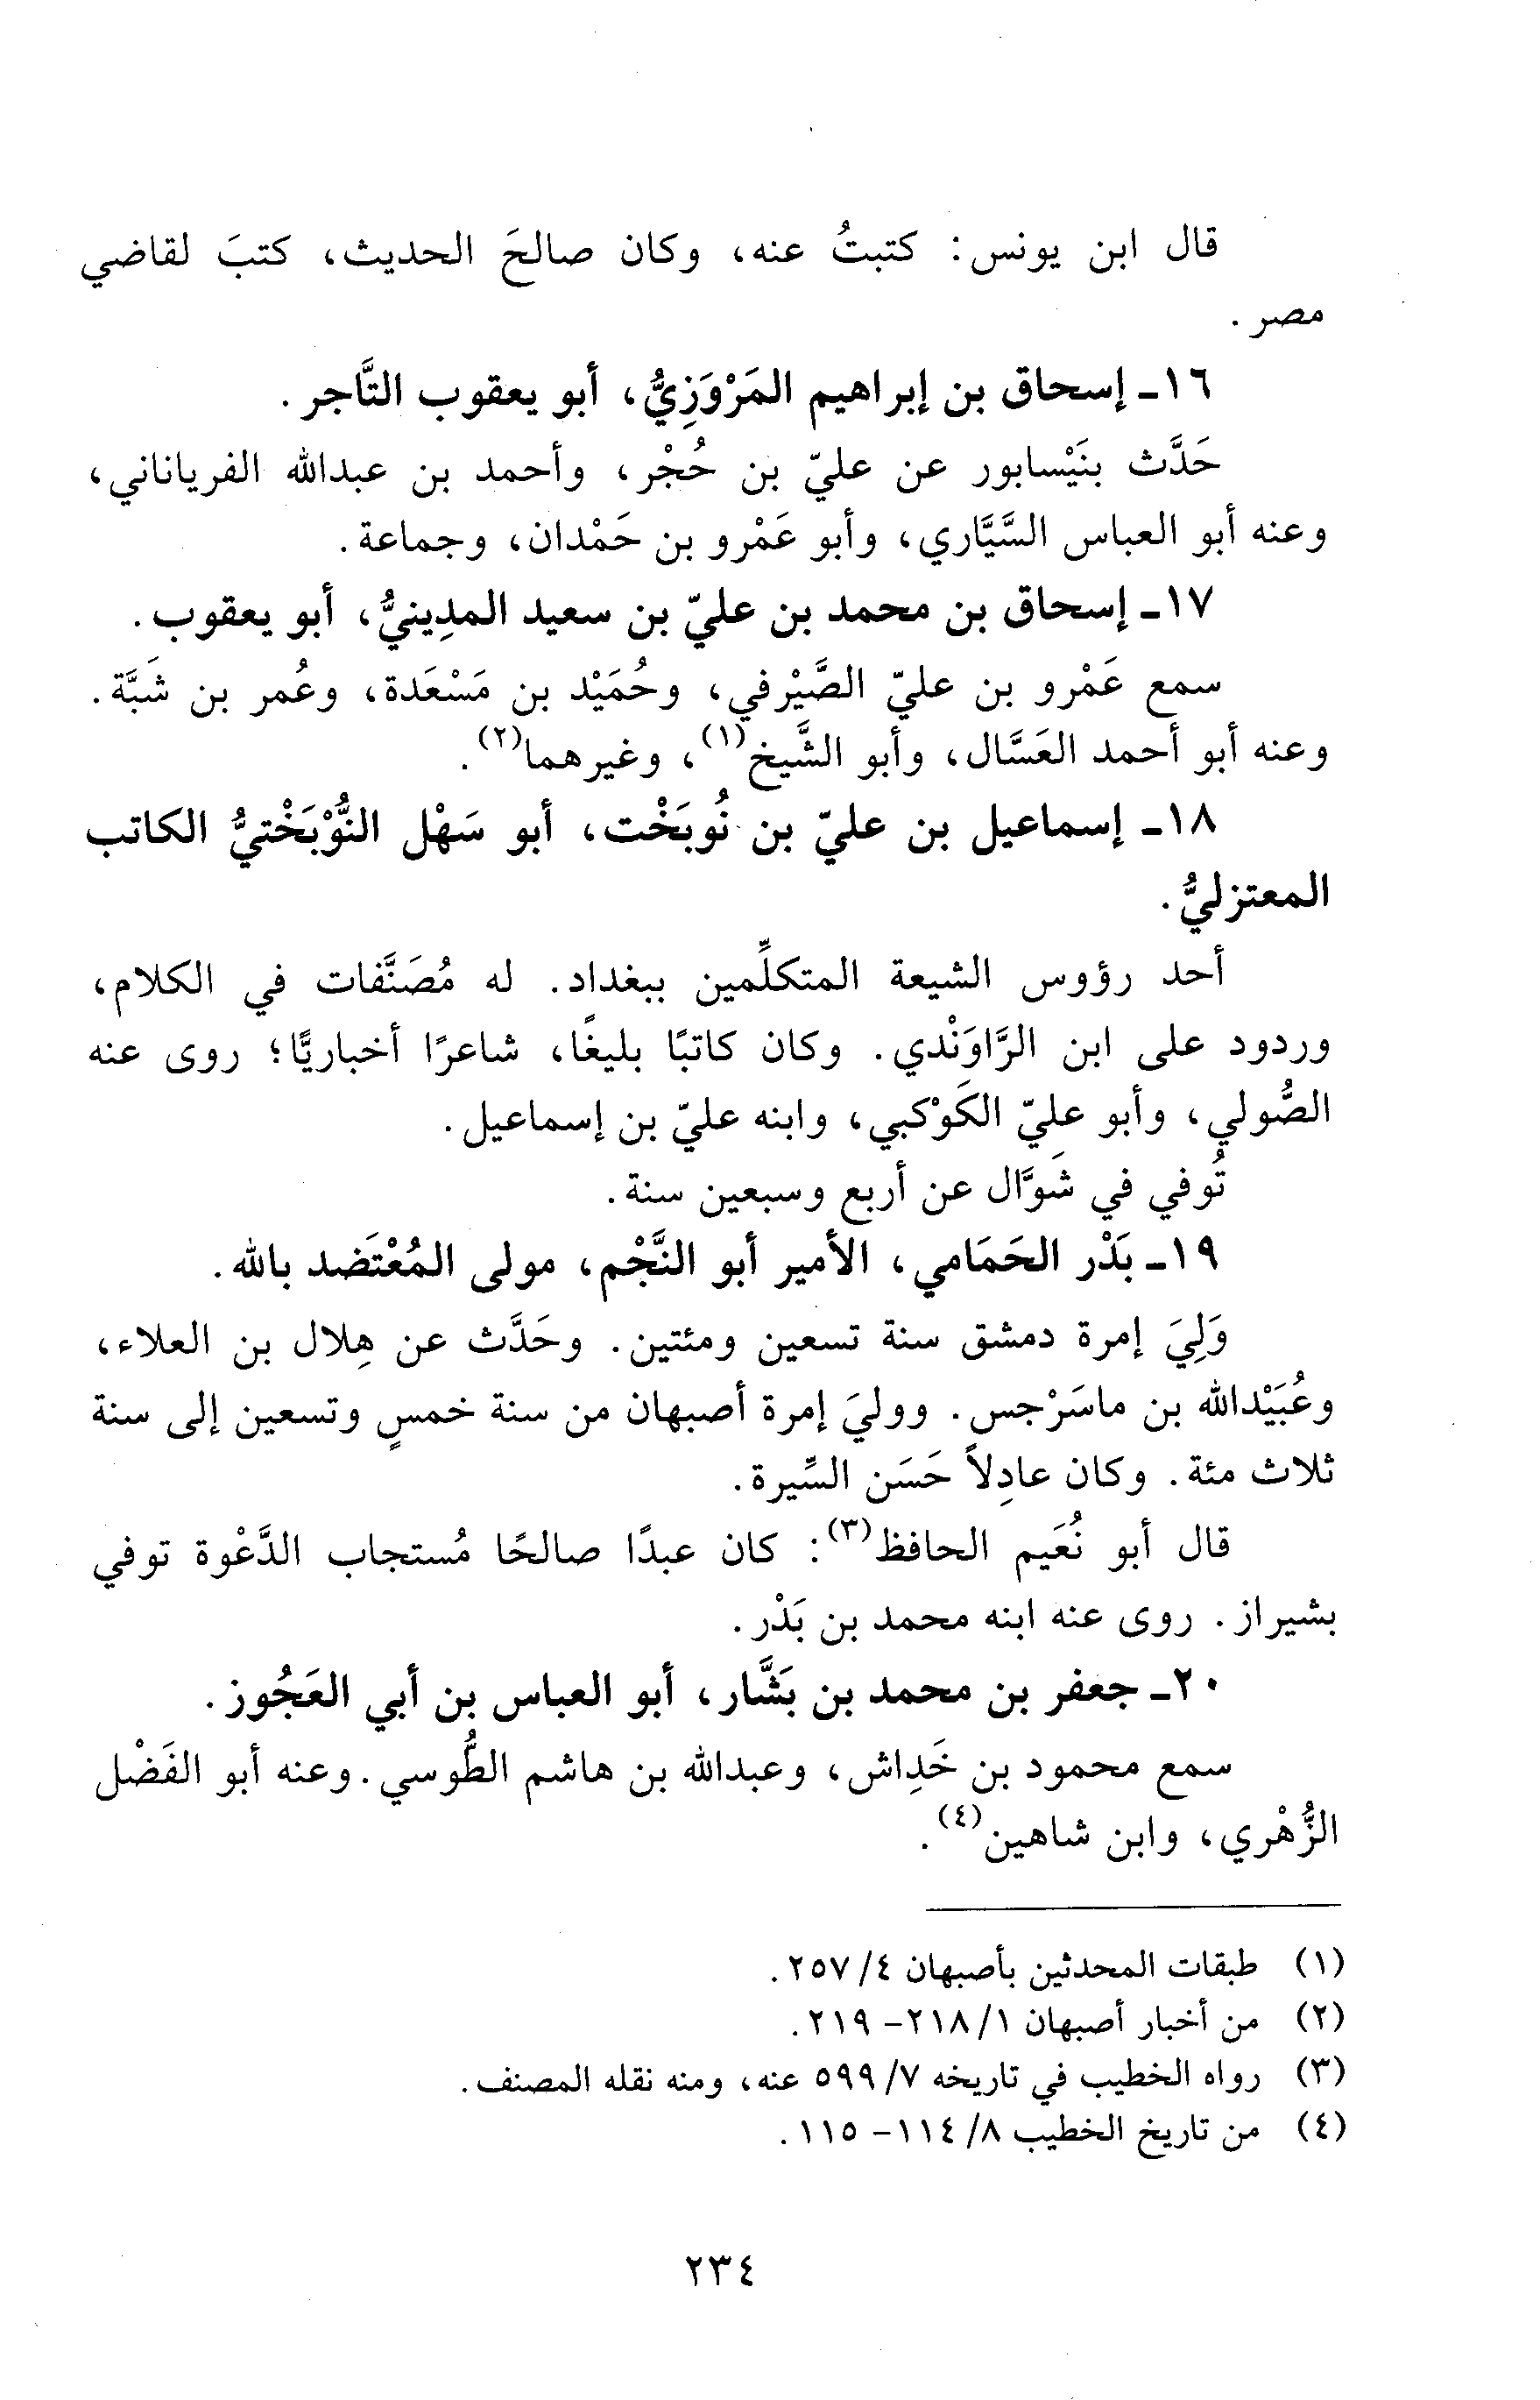 قال ابن يونس: كتبتُ عنه، وكان صالحَ الحديث، كتبَ لقاضي
مصر.
١٦- إسحاق بن إبراهيم المَرْوَزِيُّ، أبو يعقوب التَّاجر.
حَدَّث بنَيْسابور عن عليّ بن حُجْر، وأحمد بن عبدالله الفرياناني،
وعنه أبو العباس السَّيَّاري، وأبو عَمْرو بن حَمْدان، وجماعة.
١٧- إسحاق بن محمد بن عليّ بن سعيد المدِينيُّ، أبو يعقوب.
سمع عَمْرو بن عليّ الصَّيْرفي، وحُمَيْد بن مَسْعَدة، وعُمر بن شَبَّة.
وعنه أبو أحمد العَسَّال، وأبو الشَّيخ(١)، وغيرهما(٢).
١٨- إسماعيل بن عليّ بن نُوبَخْت، أبو سَهْل النُّوْبَخْتيُّ الكاتب
المعتزليُّ.
أحد رؤوس الشيعة المتكلِّمين ببغداد. له مُصَنَّفات في الكلام،
وردود على ابن الرَّاوَنْدي. وكان كاتبًا بليغًا، شاعرًا أخباريًّا؛ روى عنه
الصُّولي، وأبو عليّ الكَوْكبي، وابنه عليّ بن إسماعيل.
تُوفي في شَوَّال عن أربع وسبعين سنة.
١٩- بَدْر الحَمَامي، الأمير أبو النَّجْم، مولى المُعْتَضد بالله.
وَلِيَ إمرة دمشق سنة تسعين ومئتين. وحَدَّث عن هِلال بن العلاء،
وعُبَيْدالله بن ماسَرْجس. ووليَ إمرة أصبهان من سنة خمسٍ وتسعين إلى سنة
ثلاث مئة. وكان عادِلاً حَسَن السِّيرة.
قال أبو نُعَيم الحافظ(٣): كان عبدًا صالحًا مُستجاب الدَّعْوة توفي
بشيراز. روى عنه ابنه محمد بن بَدْر.
٢٠- جعفر بن محمد بن بَشَّار، أبو العباس بن أبي العَجُوز.
سمع محمود بن خَدِاش، وعبدالله بن هاشم الطُّوسي. وعنه أبو الفَضْل
الزُّهْري، وابن شاهين(٤).
(١) طبقات المحدثين بأصبهان ٤/ ٢٥٧.
(٢) من أخبار أصبهان ١/ ٢١٨- ٢١٩.
(٣) رواه الخطيب في تاريخه ٧/ ٥٩٩ عنه، ومنه نقله المصنف.
(٤) من تاريخ الخطيب ٨/ ١١٤- ١١٥.
٢٣٤